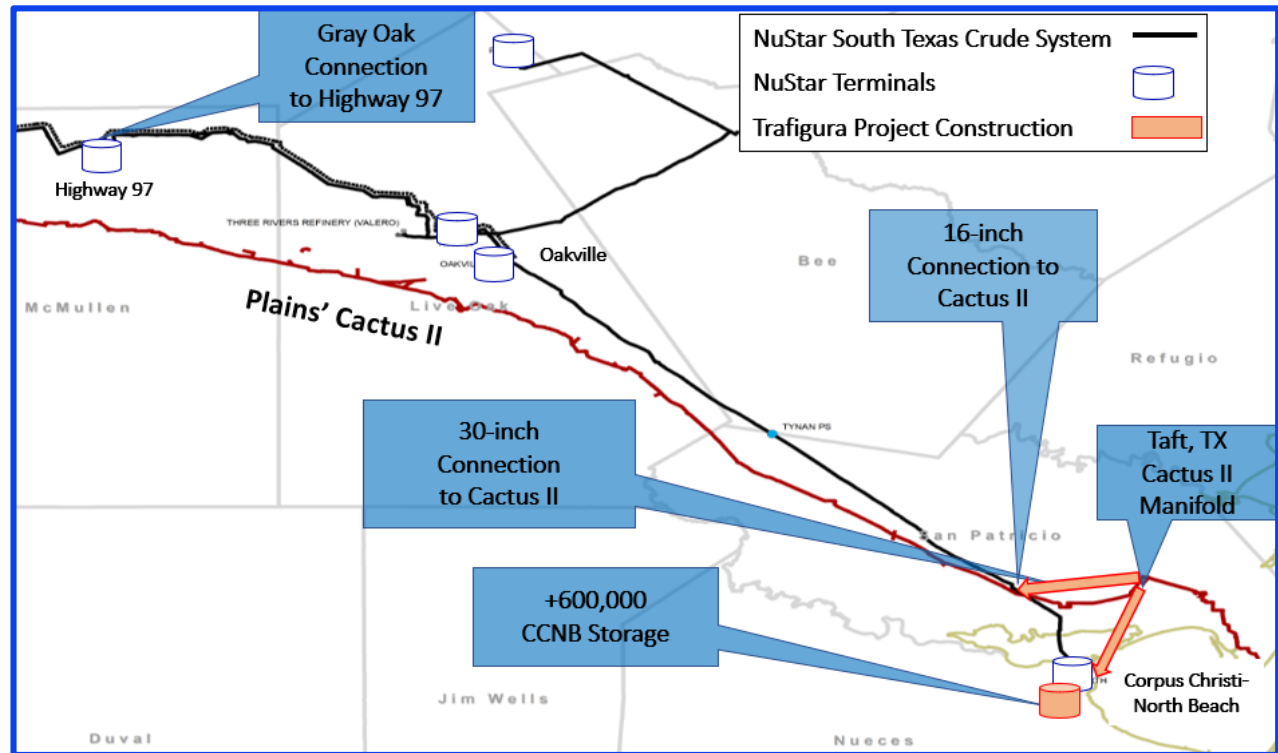 Gray Oak
Connection
to Highway 97
NuStar South Texas Crude System
NuStar Terminals
Trafigura Project Construction
Highway 97
THREE RIVERS REFINERY (VALERO)
Oakville
16-inch
Connection to
Cactus II
Bee
McMullen
Live Oak
Plains’ Cactus II
Refugio
TYNAN PS
30-inch
Connection
to Cactus II
Taft, TX
Cactus II
Manifold
San Patricio
+600,000
CCNB Storage
Corpus Christi-
North Beach
Jim Wells
Duval
Nueces